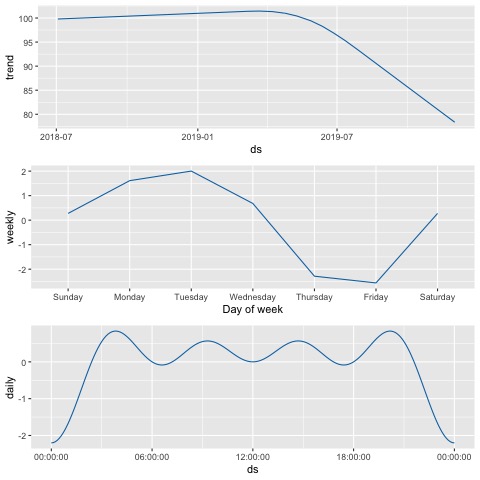 100
95
90
85
80
trend
2018-07 2019-01 2019-07
ds
2
1
0
-1
-2
weekly
Sunday Monday Tuesday Wednesday Thursday Friday Saturday
Day of week
0
-1
-2
daily
00:00:00 06:00:00 12:00:00 18:00:00 00:00:00
ds